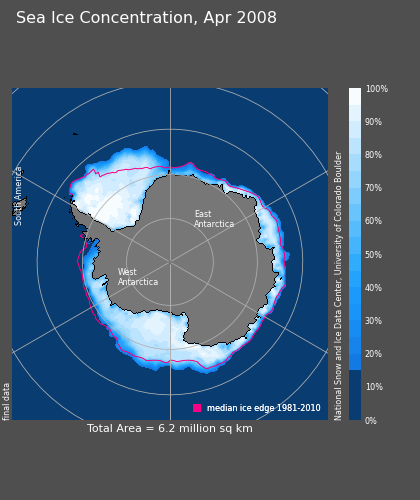 Sea Ice Concentration, Apr 2008
South America
East
Antarctica
West
Antarctica
final data
median ice edge 1981-2010
Total Area = 6.2 million sq km
National Snow and Ice Data Center, University of Colorado Boulder
100%
90%
80%
70%
60%
50%
40%
30%
20%
10%
0%